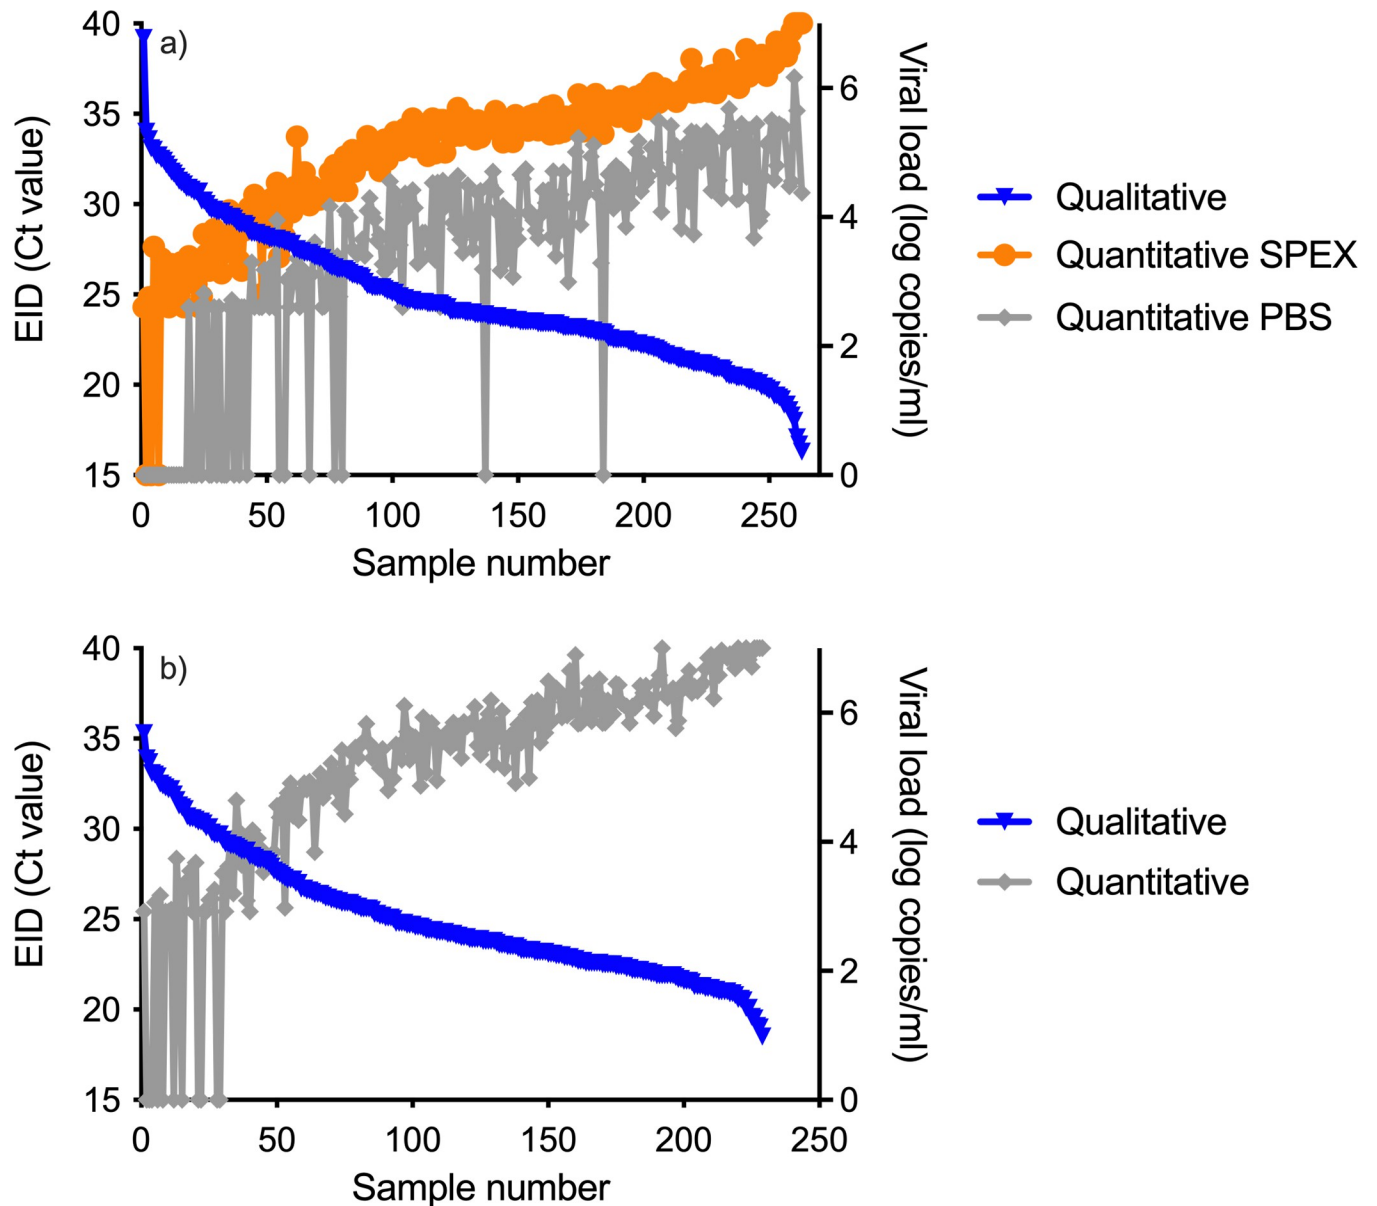 a)
40
35
30
25
20
15
EID (Ct value)
6
4
2
0
Viral load (log copies/ml)
0 50 100 150 200 250
Sample number
Qualitative
Quantitative SPEX
Quantitative PBS
b)
40
35
30
25
20
15
EID (Ct value)
6
4
2
0
Viral load (log copies/ml)
0 50 100 150 200 250
Sample number
Qualitative
Quantitative